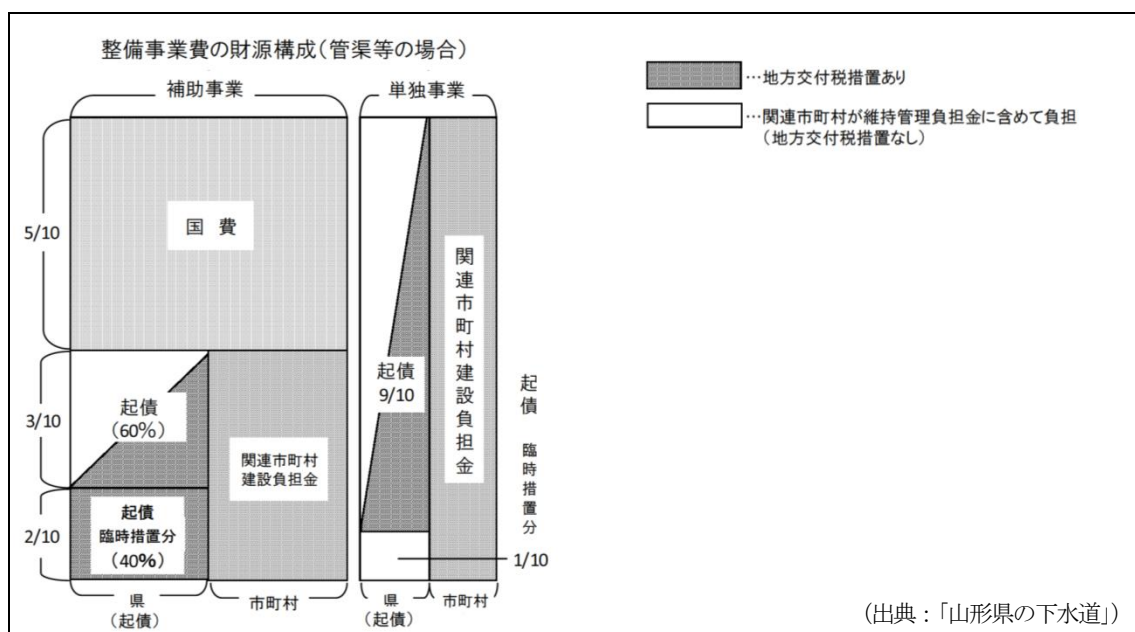 整備事業費の財源構成(管渠等の場合)
補助事業
単独事業
…地方交付税措置あり
…関連市町村が維持管理負担金に含めて負担
(地方交付税措置なし)
5/10
国 費
3/10
起債
(60%)
2/10
起債
臨時措置分
(40%)
関連市町村
建設負担金
起債
9/10
関連市町村建設負担金
起債 臨時措置分
1/10
県
(起債)
市町村
県
(起債)
市町村
(出典:「山形県の下水道」)